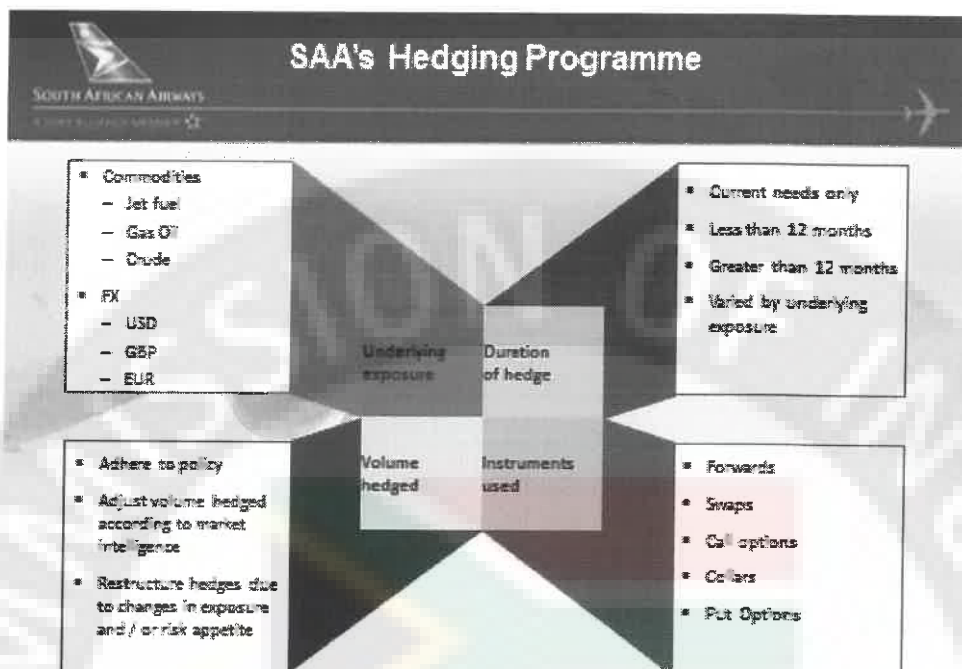 SAA's Hedging Programme
SOUTH AFRICAN AIRWAYS
A STAR ALLIANCE MEMBER
▪ Commodities
– Jet fuel
– Gas Oil
– Crude
▪ FX
– USD
– GBP
– EUR
▪ Current needs only
▪ Less than 12 months
▪ Greater than 12 months
▪ Varied by underlying
exposure
Underlying
exposure
Duration
of hedge
Volume
hedged
Instruments
used
▪ Adhere to policy
▪ Adjust volume hedged
according to market
intelligence
▪ Restructure hedges due
to changes in exposure
and / or risk appetite
▪ Forwards
▪ Swaps
▪ Call options
▪ Collars
▪ Put Options